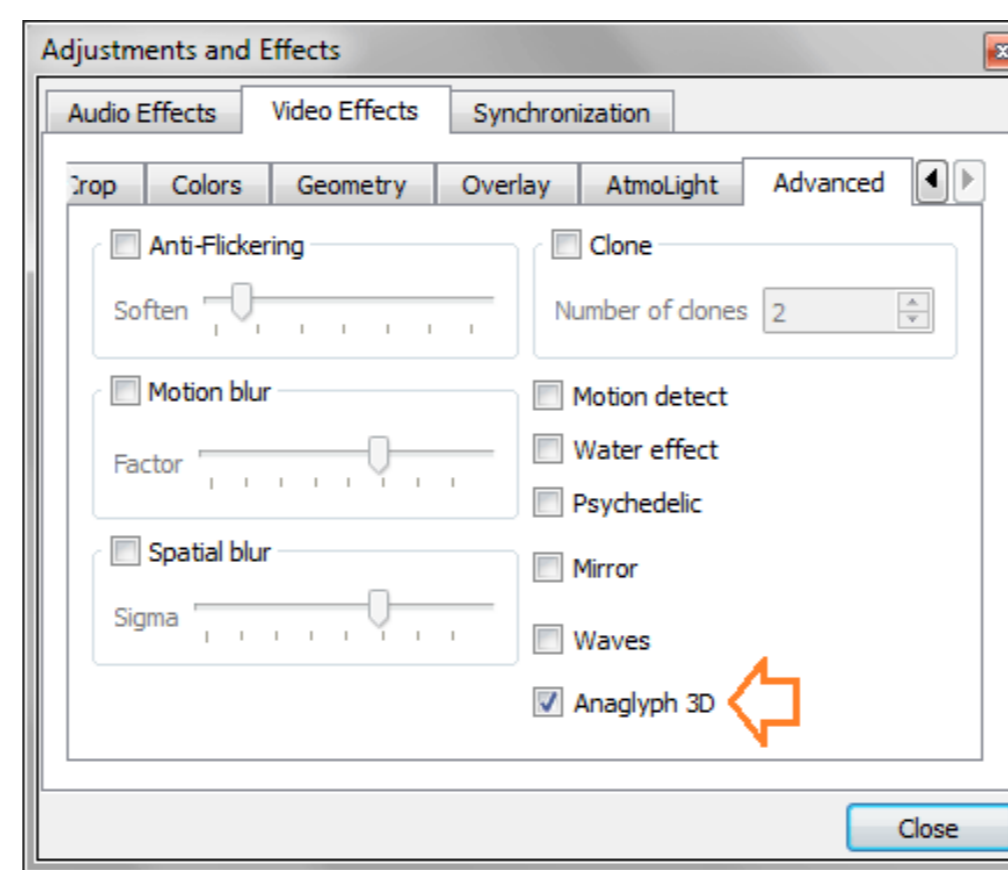 Adjustments and Effects
Audio Effects Video Effects Synchronization
Crop Colors Geometry Overlay AtmoLight Advanced
Anti-Flickering
Soften
Clone
Number of clones 2
Motion blur
Factor
Motion detect
Water effect
Psychedelic
Spatial blur
Sigma
Mirror
Waves
Anaglyph 3D
Close